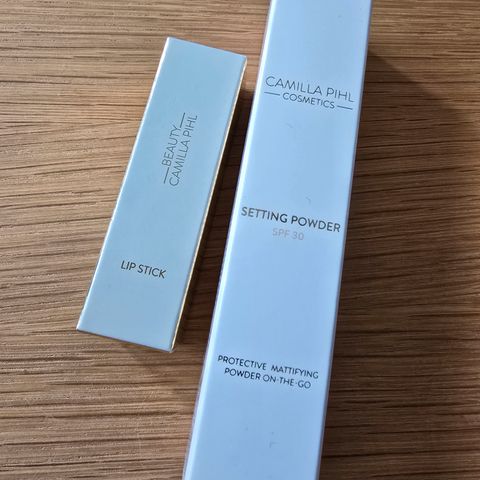 BEAUTY
CAMILLA PIHL
LIP STICK
CAMILLA PIHL
COSMETICS
SETTING POWDER
SPF 30
PROTECTIVE MATTIFYING
POWDER ON-THE-GO